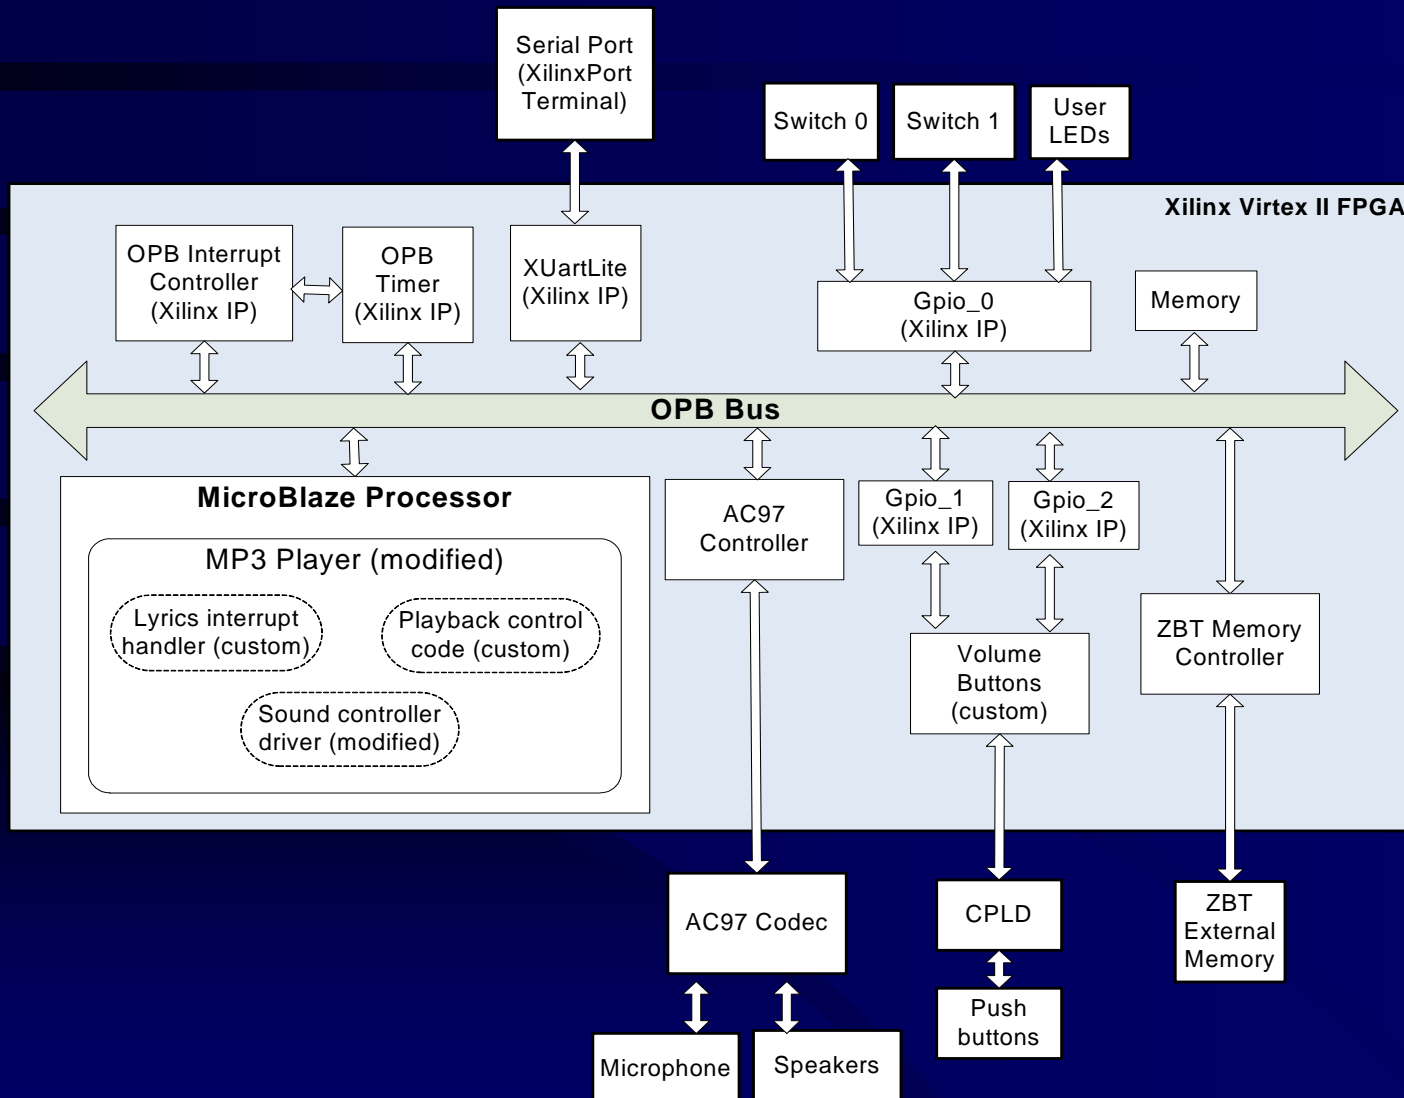 Serial Port
(XilinxPort
Terminal)
Switch 0
Switch 1
User
LEDs
Xilinx Virtex II FPGA
OPB Interrupt
Controller
(Xilinx IP)
OPB
Timer
(Xilinx IP)
XUartLite
(Xilinx IP)
Gpio_0
(Xilinx IP)
Memory
OPB Bus
MicroBlaze Processor
MP3 Player (modified)
Lyrics interrupt
handler (custom)
Playback control
code (custom)
Sound controller
driver (modified)
AC97
Controller
Gpio_1
(Xilinx IP)
Gpio_2
(Xilinx IP)
Volume
Buttons
(custom)
ZBT Memory
Controller
AC97 Codec
CPLD
ZBT
External
Memory
Push
buttons
Microphone
Speakers